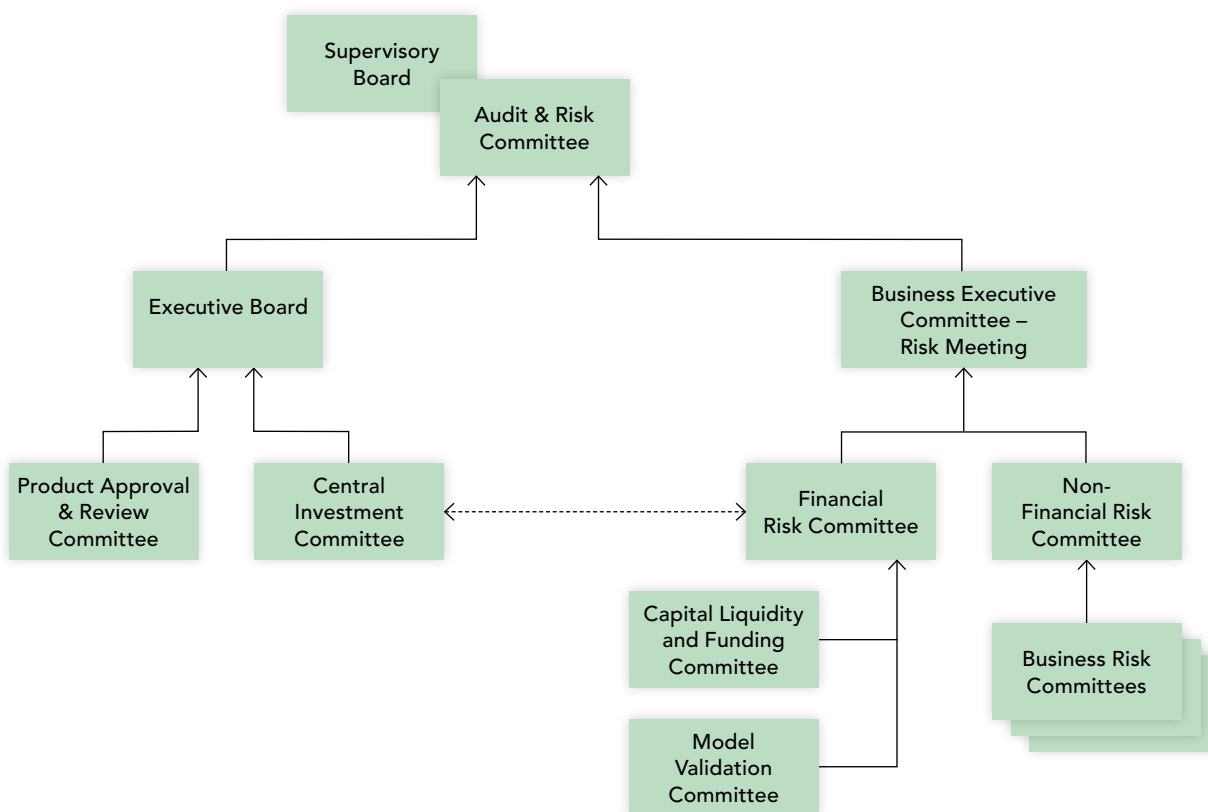 Supervisory
Board
Audit & Risk
Committee
Executive Board
Business Executive
Committee –
Risk Meeting
Product Approval
& Review
Committee
Central
Investment
Committee
Financial
Risk Committee
Non-
Financial Risk
Committee
Capital Liquidity
and Funding
Committee
Business Risk
Committees
Model
Validation
Committee